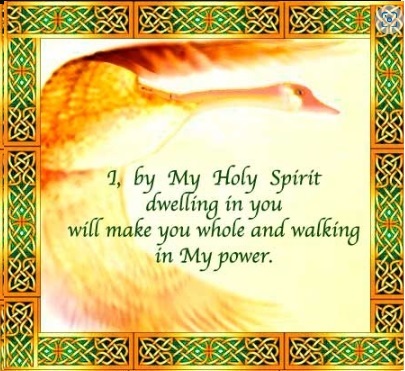 I, by My Holy Spirit
dwelling in you
will make you whole and walking
in My power.